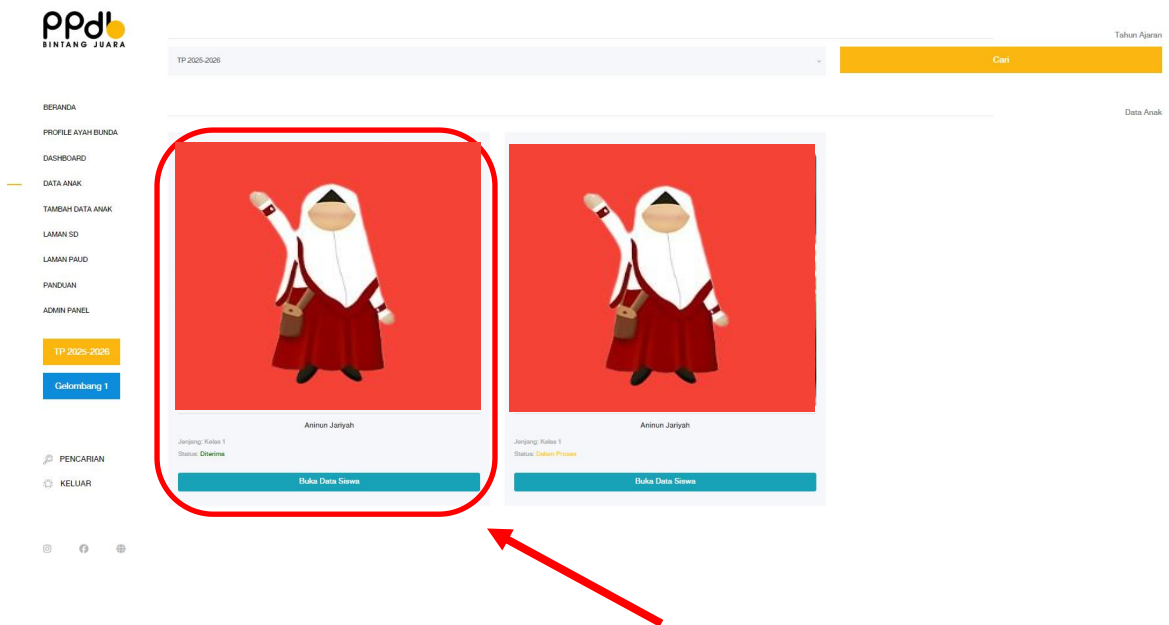 PPdb
BINTANG JUARA
Tahun Ajaran
TP 2025-2026
Cari
BERANDA
PROFILE AYAH BUNDA
DASHBOARD
DATA ANAK
TAMBAH DATA ANAK
LAMAN SD
LAMAN PAUD
PANDUAN
ADMIN PANEL
TP 2025-2026
Gelombang 1
PENCARIAN
KELUAR
Data Anak
Aninun Jariyah
Jenjang: Kelas 1
Status: Diterima
Buka Data Siswa
Aninun Jariyah
Jenjang: Kelas 1
Status: Dalam Proses
Buka Data Siswa